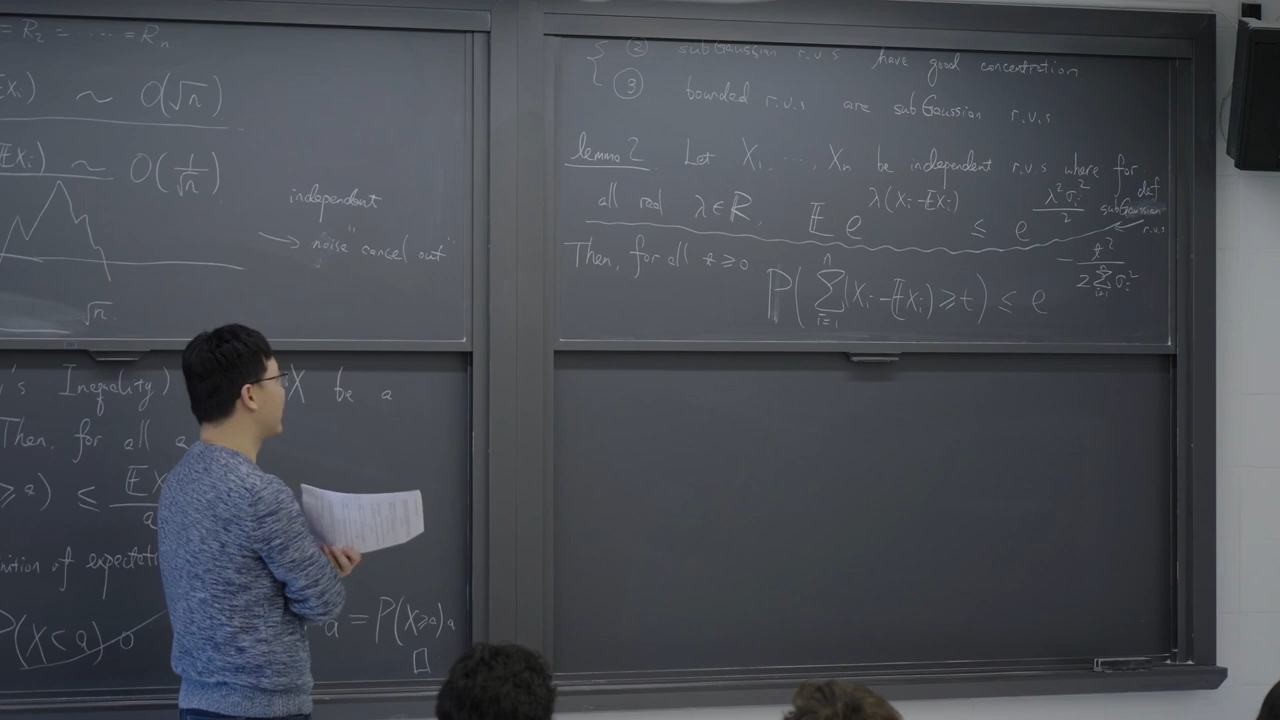 = R₂ = ⋯ = Rₙ
Xᵢ) ~ O(√n)
EXᵢ) ~ O(1/√n)
independent
→ "noise cancel out"
√n
's Inequality) X be a
Then, for all a
≥ a) ≤ EX/a
nition of expectati
P(X<a) 0 a = P(X≥a) a
□
② subGaussian r.v.s have good concentration
③ bounded r.v.s are subGaussian r.v.s
lemma 2. Let X₁, ⋯, Xₙ be independent r.v.s where for
all real λ∈R, E e^{λ(Xᵢ-EXᵢ)} ≤ e^{λ²σᵢ²/2} ← def subGaussian r.v.s
Then, for all t≥0
P(∑_{i=1}^{n}(Xᵢ-EXᵢ)≥t) ≤ e^{-t²/(2∑_{i=1}^{n}σᵢ²)}